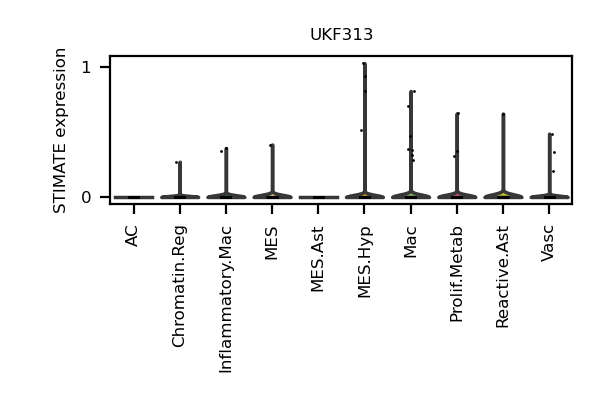 UKF313
STIMATE expression
1
0
AC
Chromatin.Reg
Inflammatory.Mac
MES
MES.Ast
MES.Hyp
Mac
Prolif.Metab
Reactive.Ast
Vasc